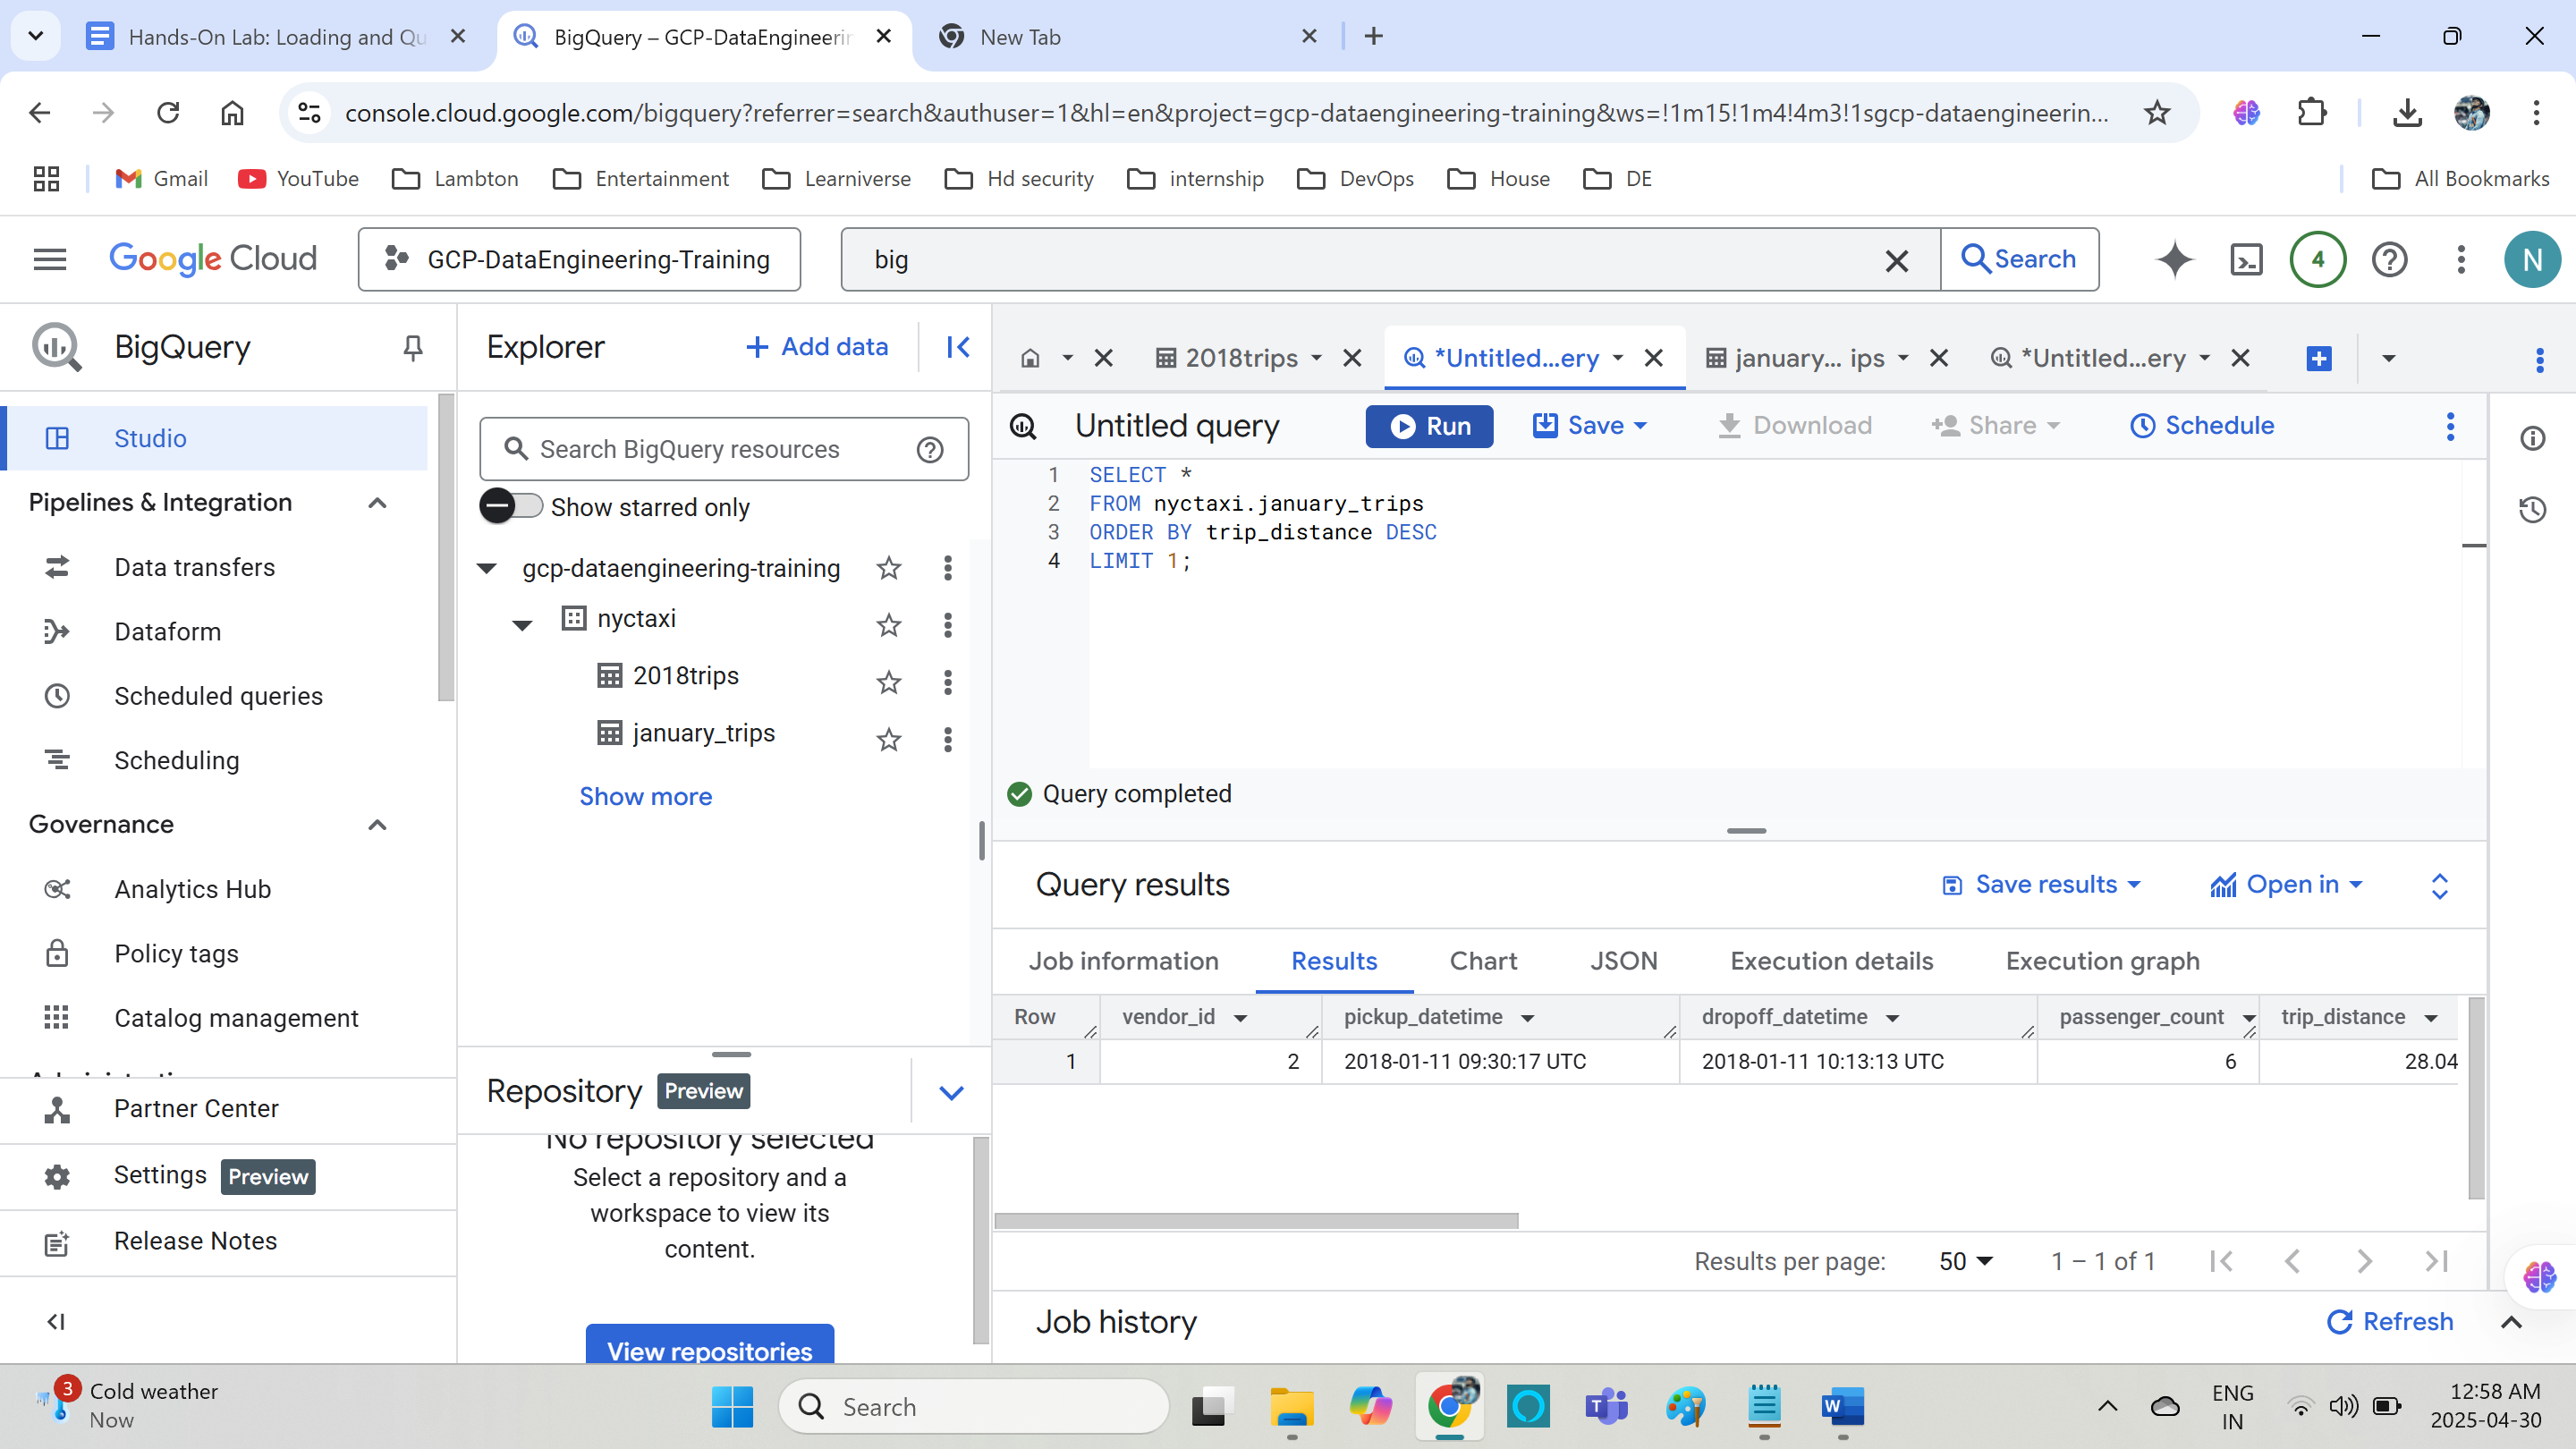 Hands-On Lab: Loading and Qu
BigQuery – GCP-DataEngineerin
New Tab
console.cloud.google.com/bigquery?referrer=search&authuser=1&hl=en&project=gcp-dataengineering-training&ws=!1m15!1m4!4m3!1sgcp-dataengineerin...
Gmail
YouTube
Lambton
Entertainment
Learniverse
Hd security
internship
DevOps
House
DE
All Bookmarks
Google Cloud
GCP-DataEngineering-Training
big
Search
4
N
BigQuery
Studio
Pipelines & Integration
Data transfers
Dataform
Scheduled queries
Scheduling
Governance
Analytics Hub
Policy tags
Catalog management
Partner Center
Settings Preview
Release Notes
Explorer
+ Add data
Search BigQuery resources
Show starred only
gcp-dataengineering-training
nyctaxi
2018trips
january_trips
Show more
Repository Preview
No repository selected
Select a repository and a
workspace to view its
content.
View repositories
2018trips
*Untitled...ery
january... ips
*Untitled...ery
Untitled query
Run
Save
Download
Share
Schedule
1 SELECT *
2 FROM nyctaxi.january_trips
3 ORDER BY trip_distance DESC
4 LIMIT 1;
Query completed
Query results
Save results
Open in
Job information Results Chart JSON Execution details Execution graph
Row vendor_id pickup_datetime dropoff_datetime passenger_count trip_distance
1 2 2018-01-11 09:30:17 UTC 2018-01-11 10:13:13 UTC 6 28.04
Results per page: 50 1 – 1 of 1
Job history
Refresh
3
Cold weather
Now
Search
T
W
ENG
IN
12:58 AM
2025-04-30